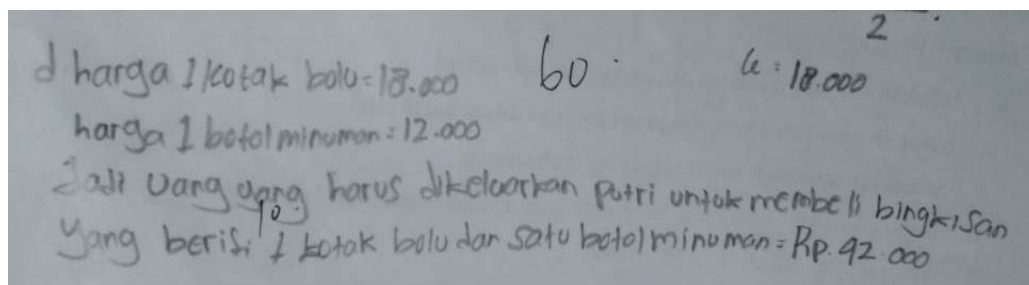 2
d harga 1 kotak bolu = 18.000 60. u = 18.000
harga 1 botol minuman = 12.000
Jadi uang yang harus dikeluarkan putri untuk membeli bingkisan
10
yang berisi 1 kotak bolu dan satu botol minuman = Rp. 42.000